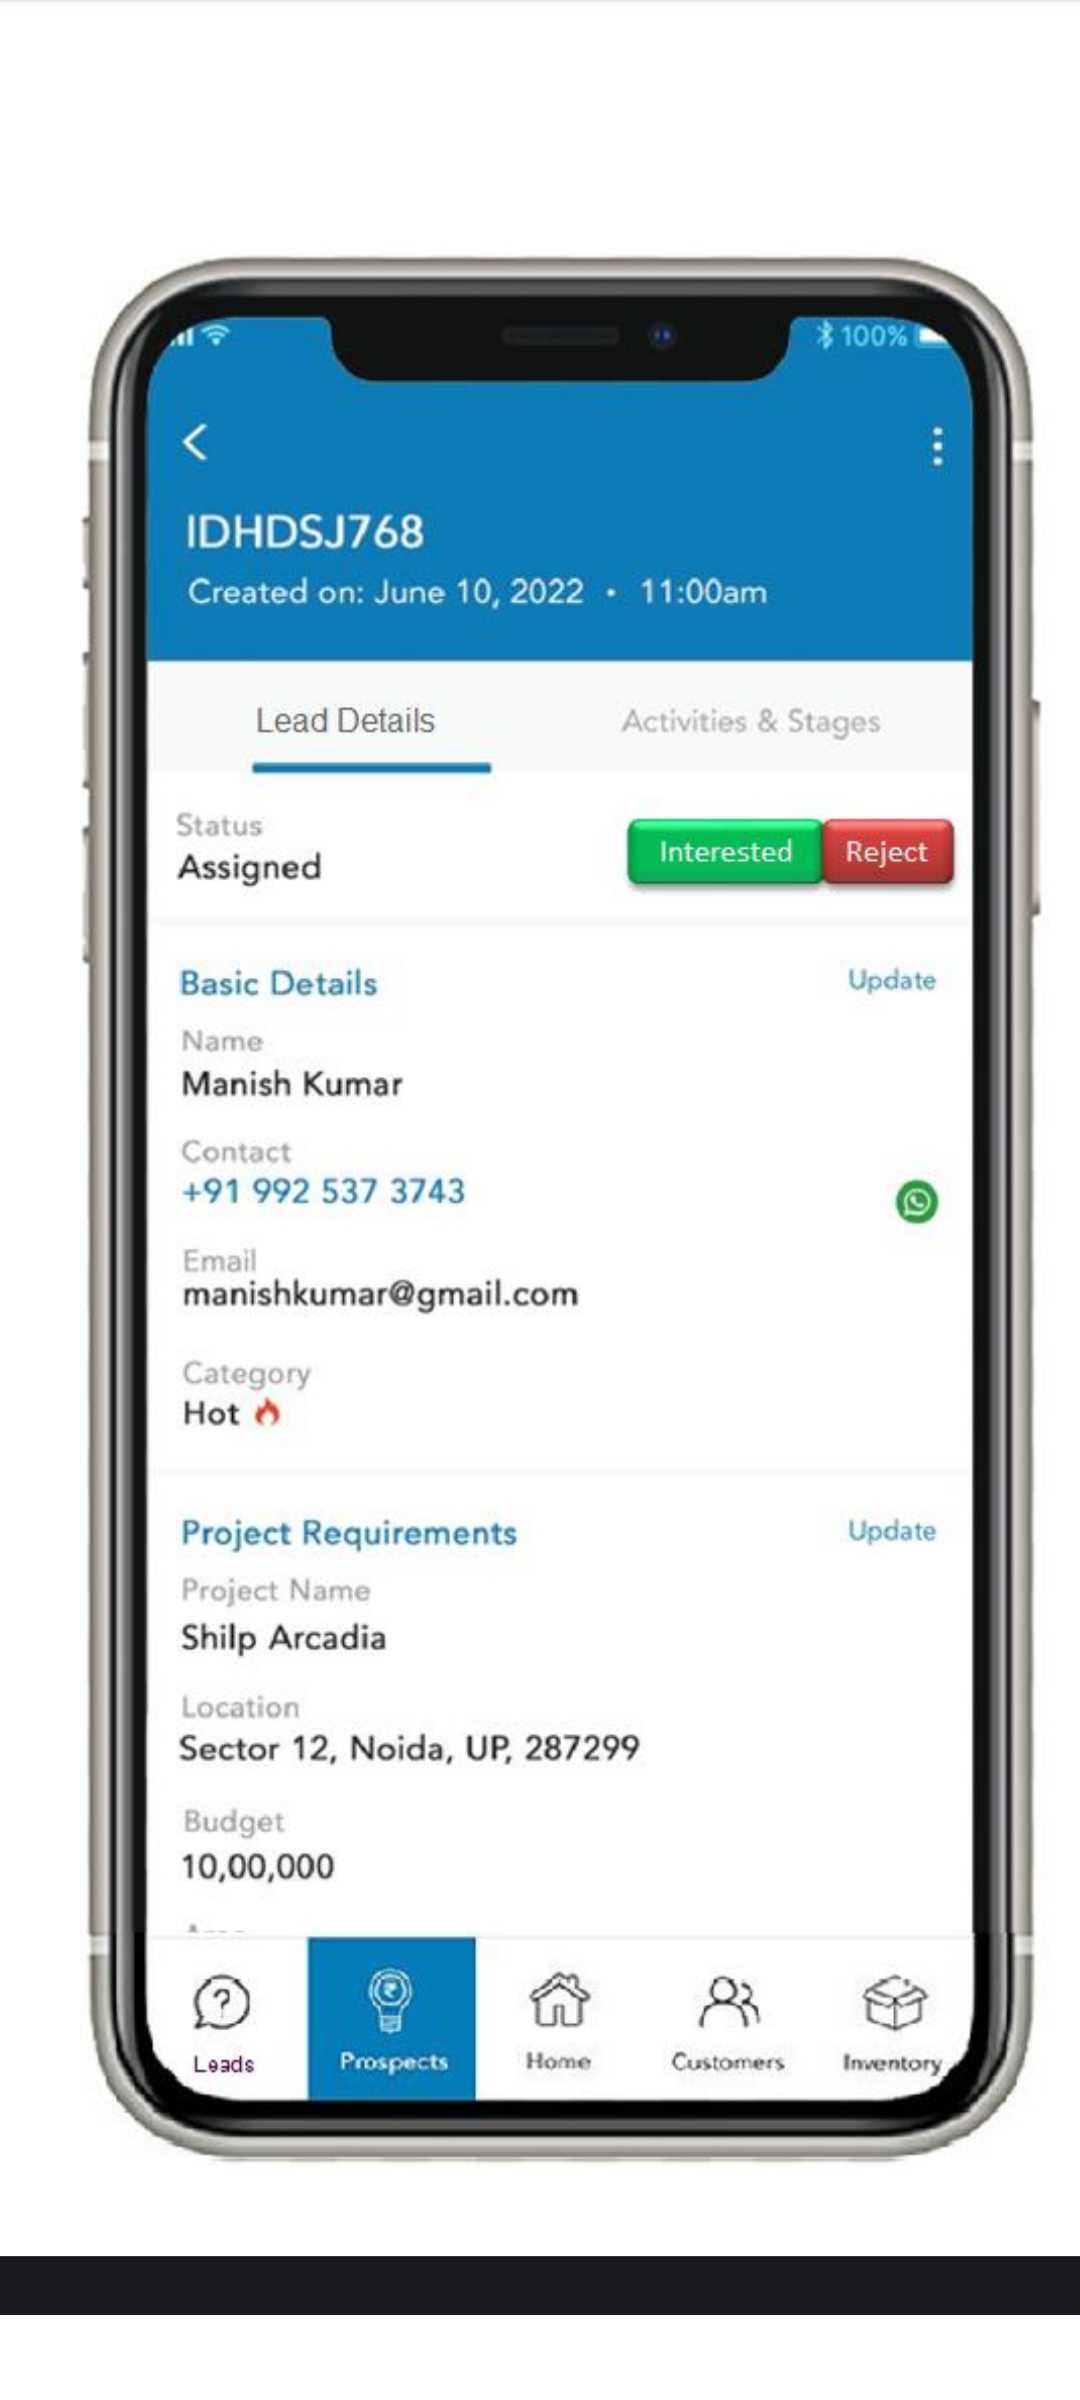 100%
IDHDSJ768
Created on: June 10, 2022 • 11:00am
Lead Details
Activities & Stages
Status
Assigned
Interested
Reject
Basic Details
Update
Name
Manish Kumar
Contact
+91 992 537 3743
Email
manishkumar@gmail.com
Category
Hot
Project Requirements
Update
Project Name
Shilp Arcadia
Location
Sector 12, Noida, UP, 287299
Budget
10,00,000
Leads
Prospects
Home
Customers
Inventory